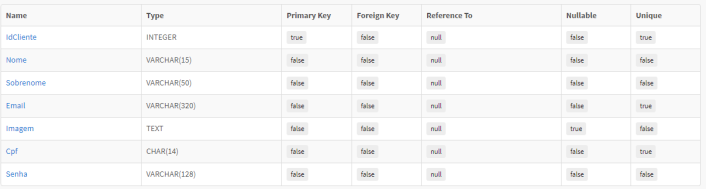 Name Type Primary Key Foreign Key Reference To Nullable Unique
IdCliente INTEGER true false null false true
Nome VARCHAR(15) false false null false false
Sobrenome VARCHAR(50) false false null false false
Email VARCHAR(320) false false null false true
Imagem TEXT false false null true false
Cpf CHAR(14) false false null false true
Senha VARCHAR(128) false false null false false